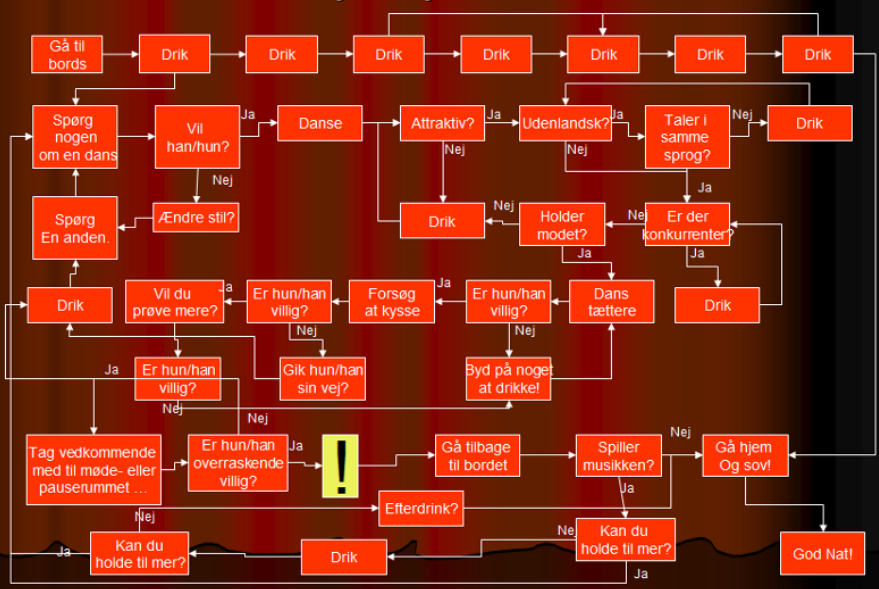 Gå til
bords
Drik
Drik
Drik
Drik
Drik
Drik
Drik
Spørg
nogen
om en dans
Vil
han/hun?
Ja
Danse
Attraktiv?
Ja
Udenlandsk?
Ja
Taler i
samme
sprog?
Nej
Drik
Nej
Nej
Nej
Ja
Spørg
En anden.
Ændre stil?
Drik
Nej
Holder
modet?
Nej
Er der
konkurrenter?
Ja
Ja
Drik
Vil du
prøve mere?
Ja
Er hun/han
villig?
Forsøg
at kysse
Ja
Er hun/han
villig?
Dans
tættere
Drik
Nej
Nej
Ja
Er hun/han
villig?
Gik hun/han
sin vej?
Byd på noget
at drikke!
Nej
Nej
Tag vedkommende
med til møde- eller
pauserummet ...
Er hun/han
overraskende
villig?
Ja
!
Gå tilbage
til bordet
Spiller
musikken?
Nej
Gå hjem
Og sov!
Ja
Efterdrink?
Nej
Ja
Kan du
holde til mer?
Drik
Nej
Kan du
holde til mer?
Ja
God Nat!